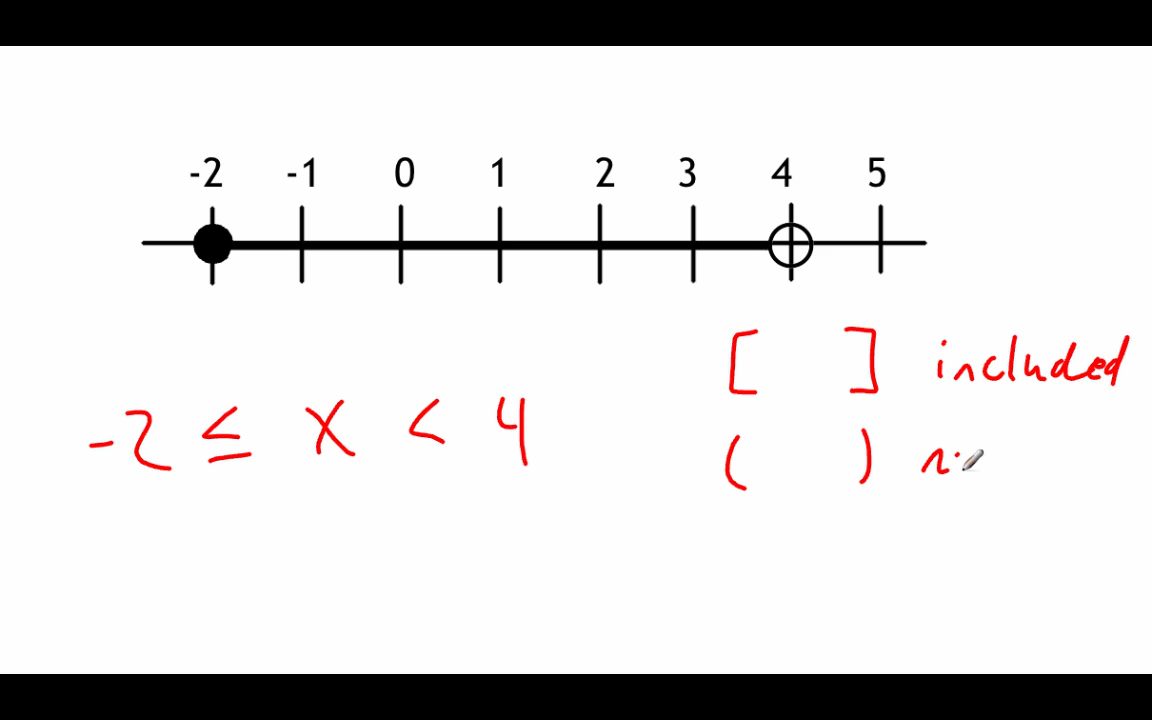 -2 -1 0 1 2 3 4 5
[ ] included
-2 ≤ x < 4
( )